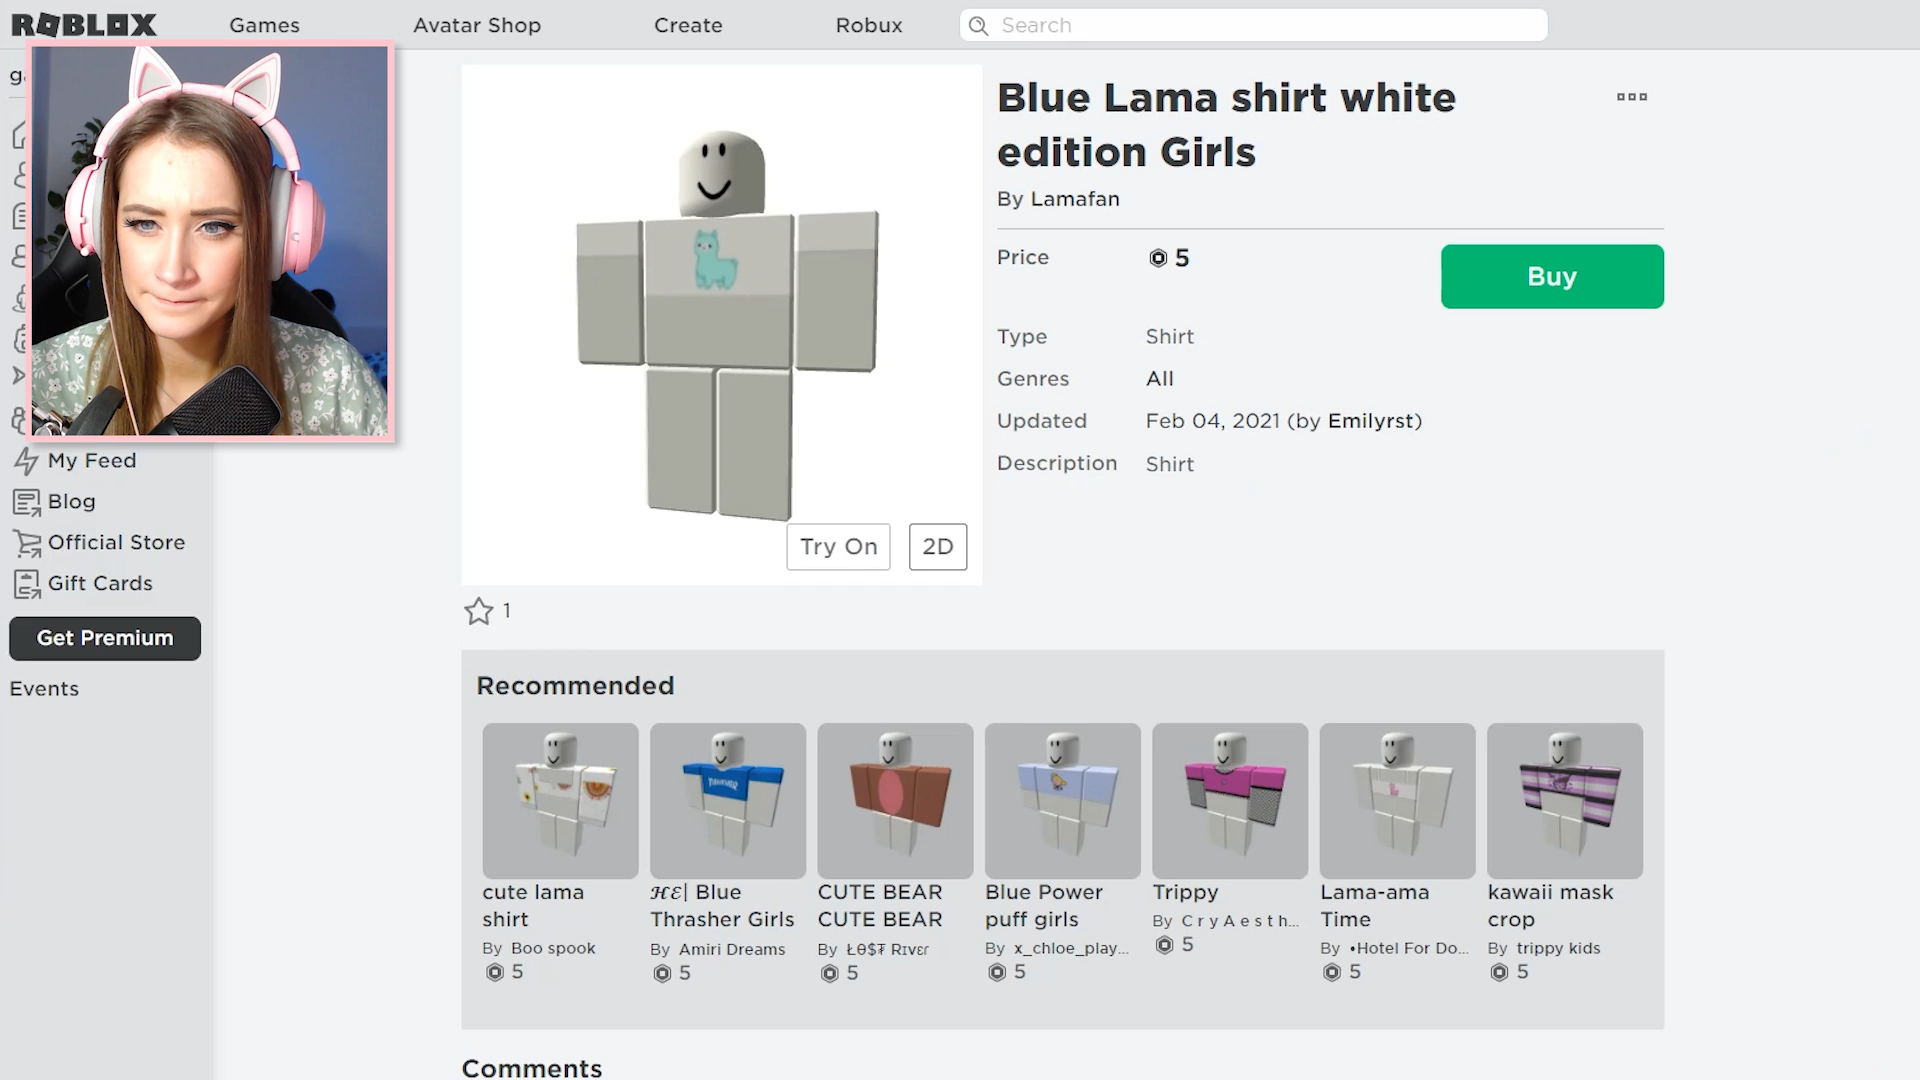 ROBLOX
Games
Avatar Shop
Create
Robux
Search
Blue Lama shirt white
edition Girls
By Lamafan
Price
5
Buy
Type
Shirt
Genres
All
Updated
Feb 04, 2021 (by Emilyrst)
Description
Shirt
My Feed
Blog
Official Store
Gift Cards
Get Premium
Events
Try On
2D
1
Recommended
cute lama
shirt
By Boo spook
5
ℋℰ| Blue
Thrasher Girls
By Amiri Dreams
5
CUTE BEAR
CUTE BEAR
By Łθ$₮ Rɪvεɾ
5
Blue Power
puff girls
By x_chloe_play...
5
Trippy
By C r y A e s t h...
5
Lama-ama
Time
By •Hotel For Do...
5
kawaii mask
crop
By trippy kids
5
Comments